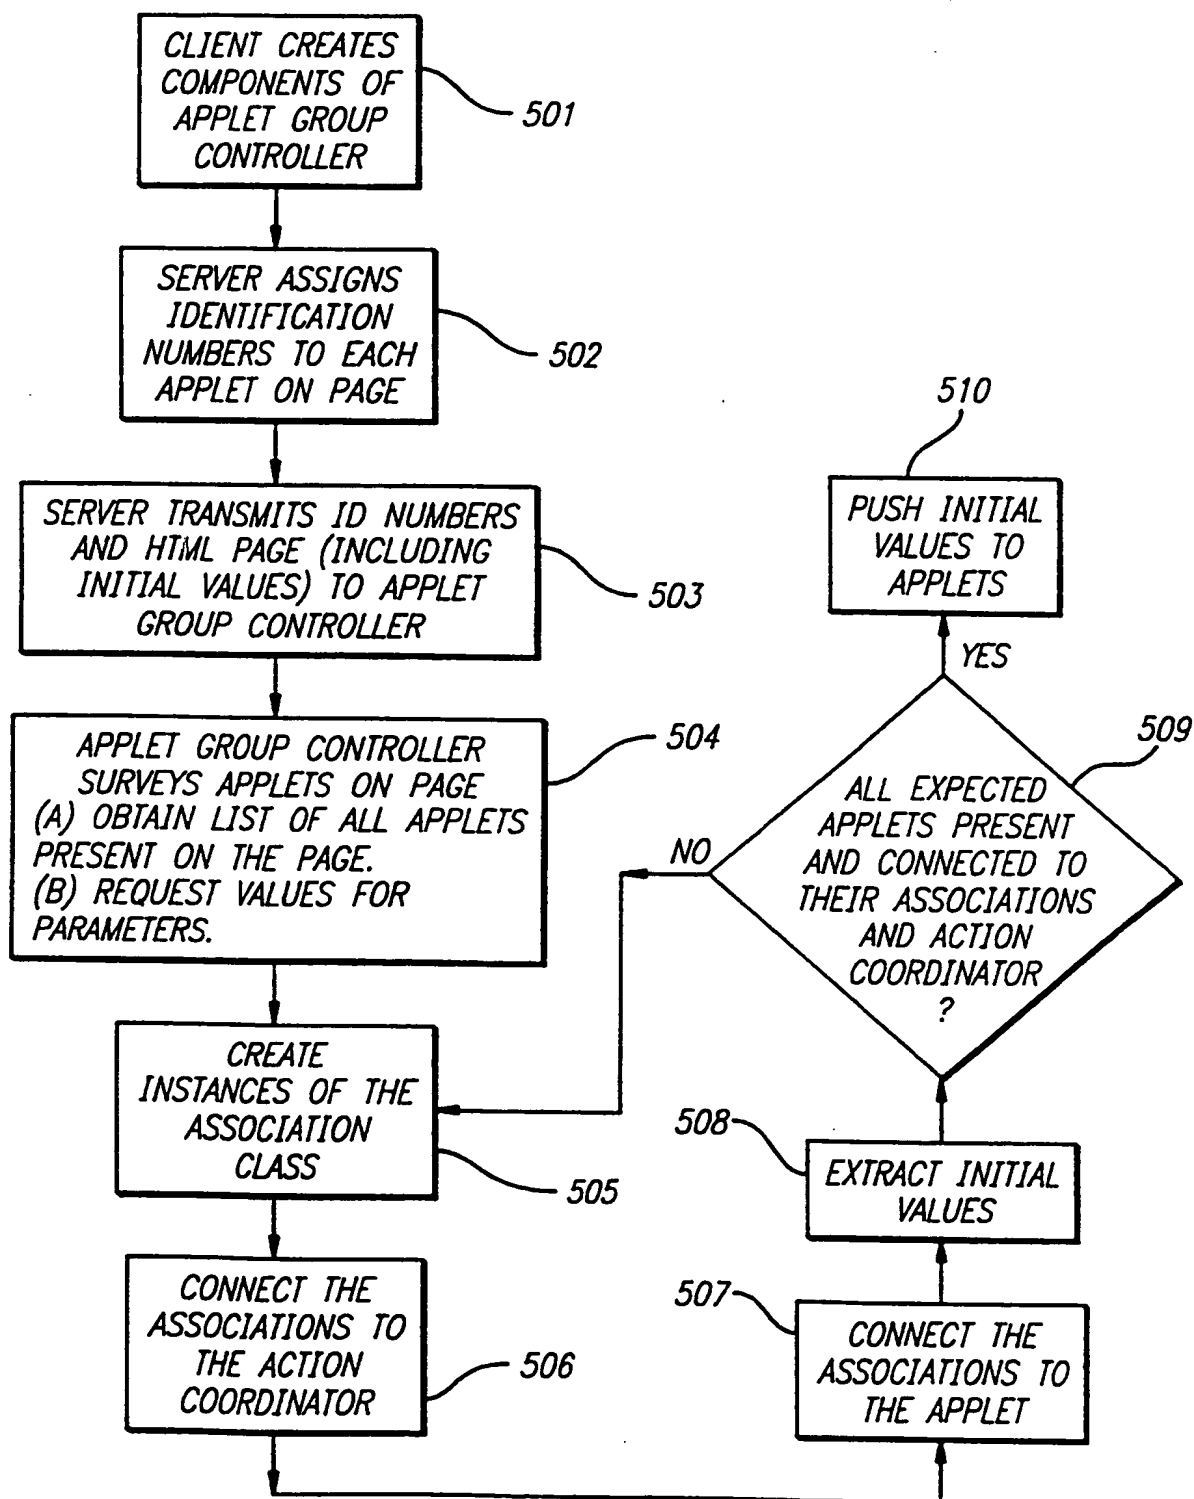 CLIENT CREATES
COMPONENTS OF
APPLET GROUP
CONTROLLER
501
SERVER ASSIGNS
IDENTIFICATION
NUMBERS TO EACH
APPLET ON PAGE
502
SERVER TRANSMITS ID NUMBERS
AND HTML PAGE (INCLUDING
INITIAL VALUES) TO APPLET
GROUP CONTROLLER
503
APPLET GROUP CONTROLLER
SURVEYS APPLETS ON PAGE
(A) OBTAIN LIST OF ALL APPLETS
PRESENT ON THE PAGE.
(B) REQUEST VALUES FOR
PARAMETERS.
504
CREATE
INSTANCES OF THE
ASSOCIATION
CLASS
505
CONNECT THE
ASSOCIATIONS TO
THE ACTION
COORDINATOR
506
507
CONNECT THE
ASSOCIATIONS TO
THE APPLET
508
EXTRACT INITIAL
VALUES
509
ALL EXPECTED
APPLETS PRESENT
AND CONNECTED TO
THEIR ASSOCIATIONS
AND ACTION
COORDINATOR
?
NO
YES
510
PUSH INITIAL
VALUES TO
APPLETS